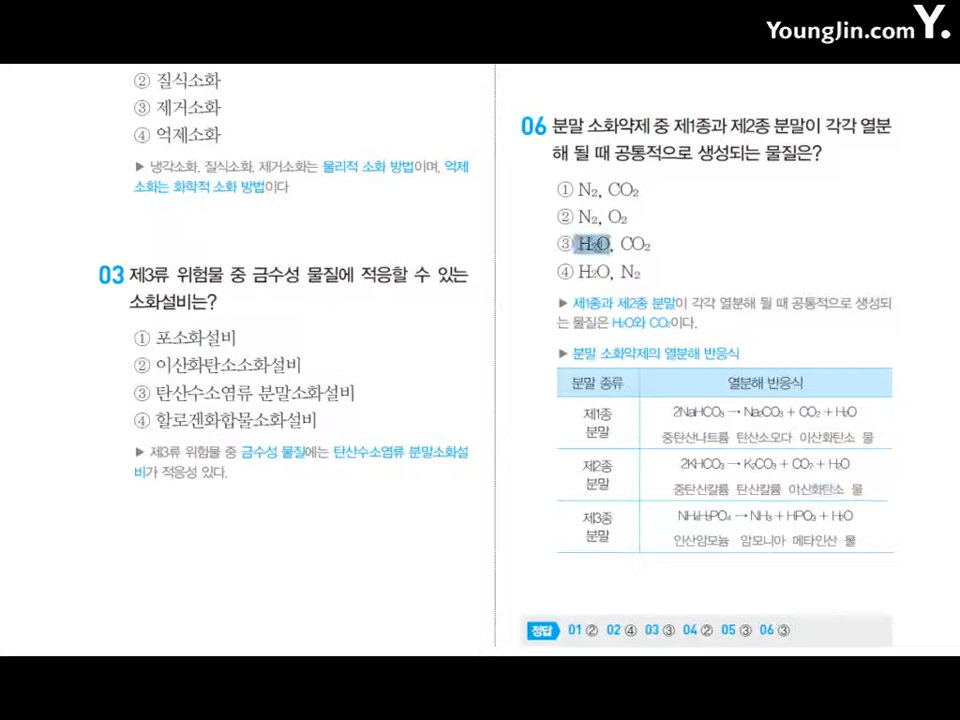 YoungJin.com Y.
② 질식소화
③ 제거소화
④ 억제소화
▶ 냉각소화, 질식소화, 제거소화는 물리적 소화 방법이며, 억제
소화는 화학적 소화 방법이다
03 제3류 위험물 중 금수성 물질에 적응할 수 있는
소화설비는?
① 포소화설비
② 이산화탄소소화설비
③ 탄산수소염류 분말소화설비
④ 할로겐화합물소화설비
▶ 제3류 위험물 중 금수성 물질에는 탄산수소염류 분말소화설
비가 적응성 있다.
06 분말 소화약제 중 제1종과 제2종 분말이 각각 열분
해 될 때 공통적으로 생성되는 물질은?
① N₂, CO₂
② N₂, O₂
③ H₂O, CO₂
④ H₂O, N₂
▶ 제1종과 제2종 분말이 각각 열분해 될 때 공통적으로 생성되
는 물질은 H₂O와 CO₂이다.
▶ 분말 소화약제의 열분해 반응식
분말 종류 열분해 반응식
제1종
분말
2NaHCO₃ → Na₂CO₃ + CO₂ + H₂O
중탄산나트륨 탄산소오다 이산화탄소 물
제2종
분말
2KHCO₃ → K₂CO₃ + CO₂ + H₂O
중탄산칼륨 탄산칼륨 이산화탄소 물
제3종
분말
NH₄H₂PO₄ → NH₃ + HPO₃ + H₂O
인산암모늄 암모니아 메타인산 물
정답 01 ② 02 ④ 03 ③ 04 ② 05 ③ 06 ③